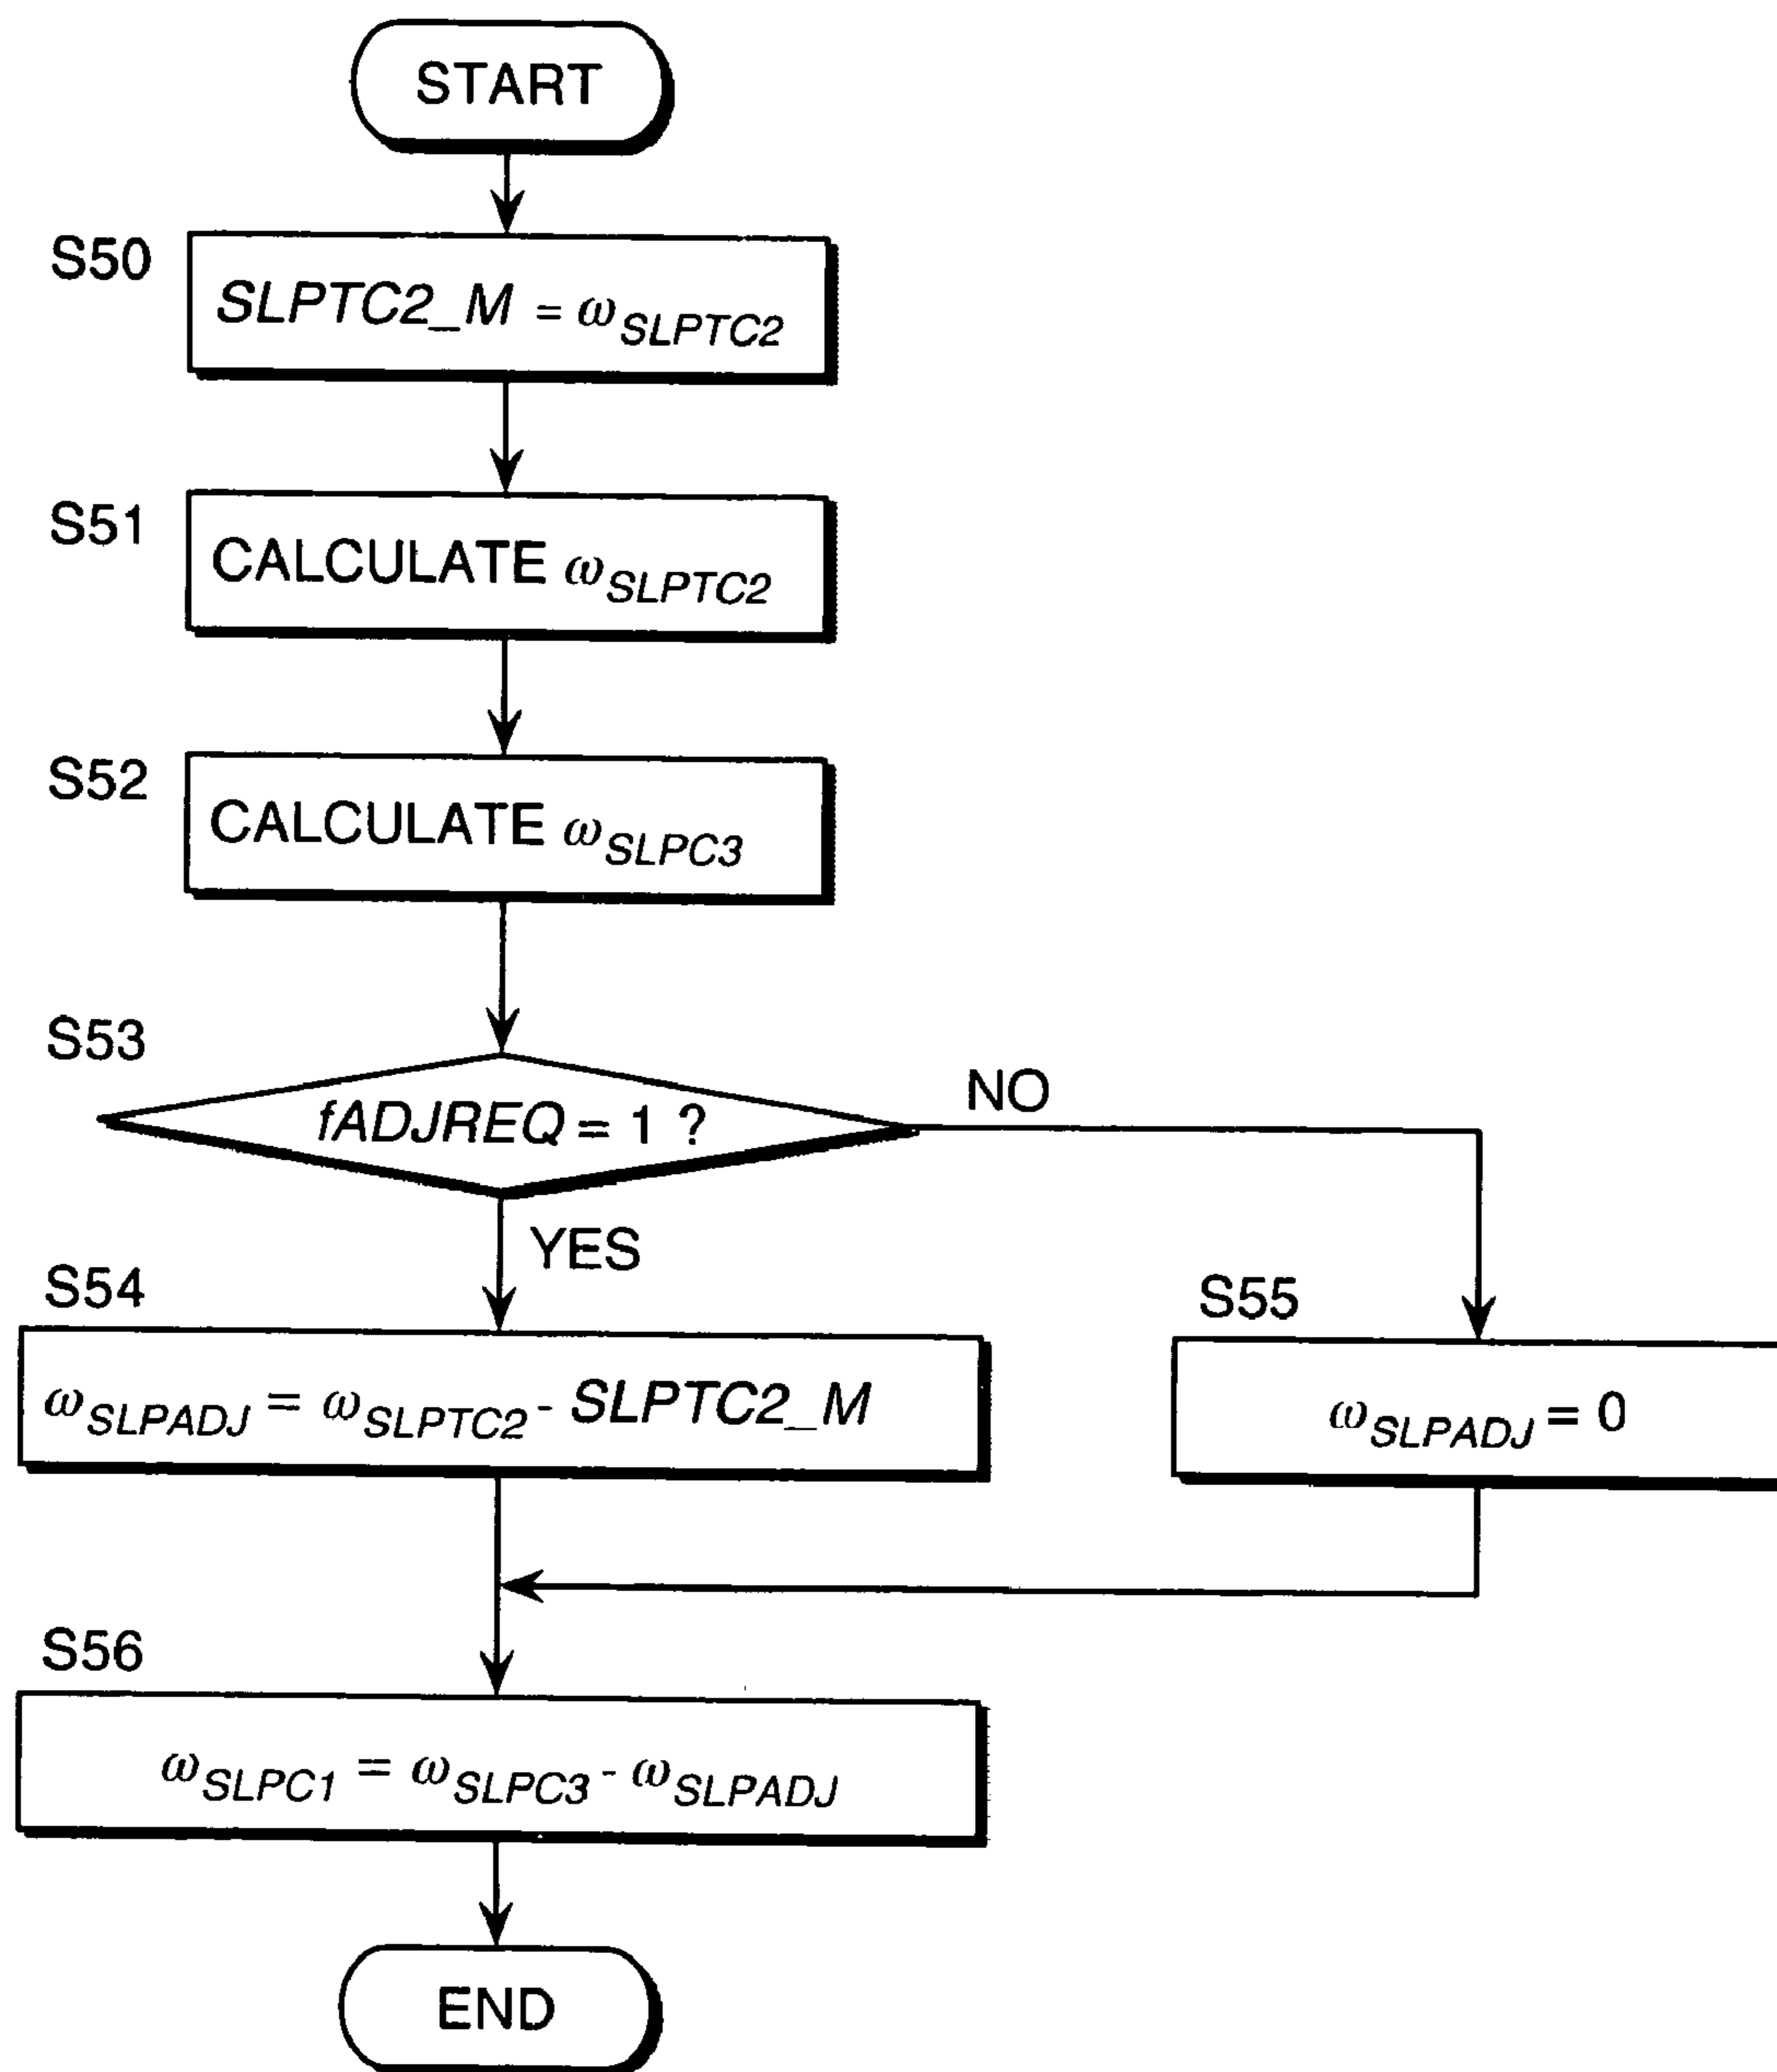 START
S50
SLPTC2_M = ωSLPTC2
S51
CALCULATE ωSLPTC2
S52
CALCULATE ωSLPC3
S53
fADJREQ = 1 ?
NO
YES
S54
ωSLPADJ = ωSLPTC2 - SLPTC2_M
S55
ωSLPADJ = 0
S56
ωSLPC1 = ωSLPC3 - ωSLPADJ
END